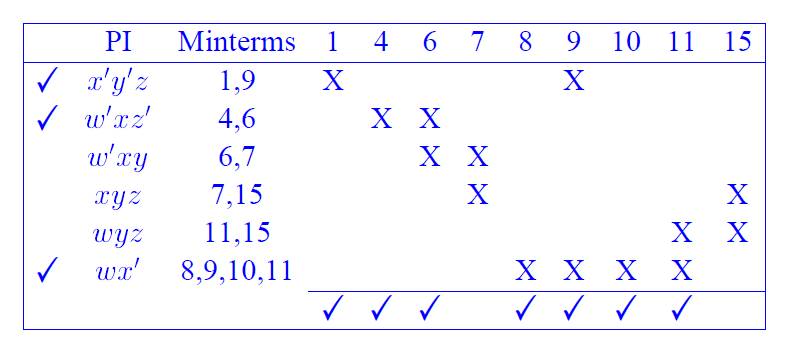 PI Minterms 1 4 6 7 8 9 10 11 15
✓ x′y′z 1,9 X X
✓ w′xz′ 4,6 X X
w′xy 6,7 X X
xyz 7,15 X X
wyz 11,15 X X
✓ wx′ 8,9,10,11 X X X X
✓ ✓ ✓ ✓ ✓ ✓ ✓